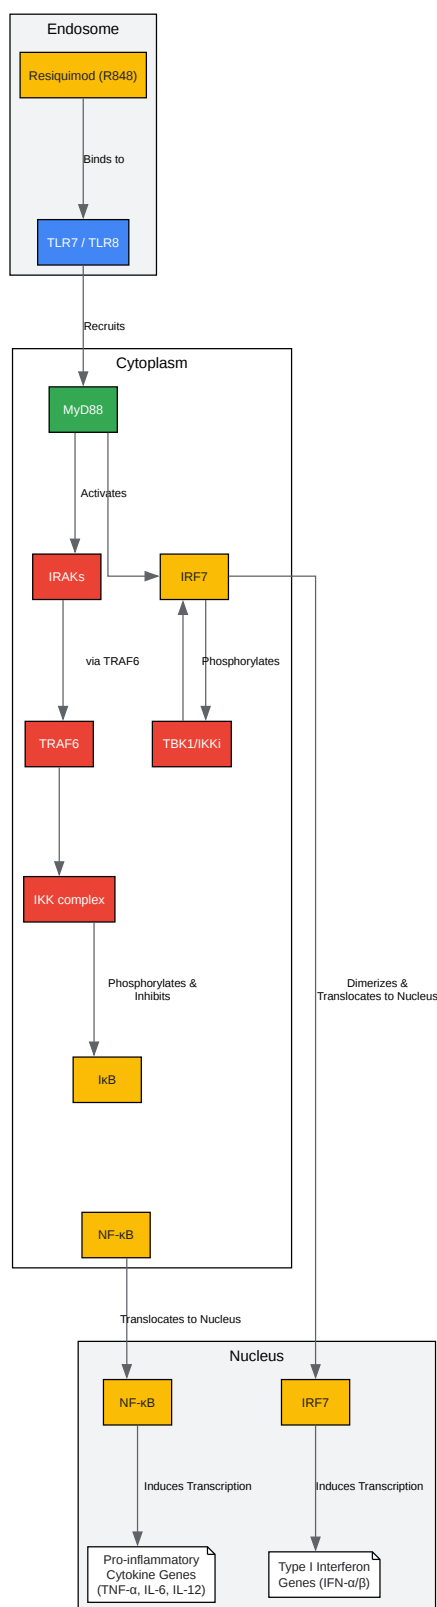 Endosome
Resiquimod (R848)
Binds to
TLR7 / TLR8
Recruits
Cytoplasm
MyD88
Activates
IRAKs
IRF7
via TRAF6
Phosphorylates
TRAF6
TBK1/IKKi
IKK complex
Phosphorylates &
Inhibits
Dimerizes &
Translocates to Nucleus
IκB
NF-κB
Translocates to Nucleus
Nucleus
NF-κB
IRF7
Induces Transcription
Induces Transcription
Pro-inflammatory
Cytokine Genes
(TNF-α, IL-6, IL-12)
Type I Interferon
Genes (IFN-α/β)